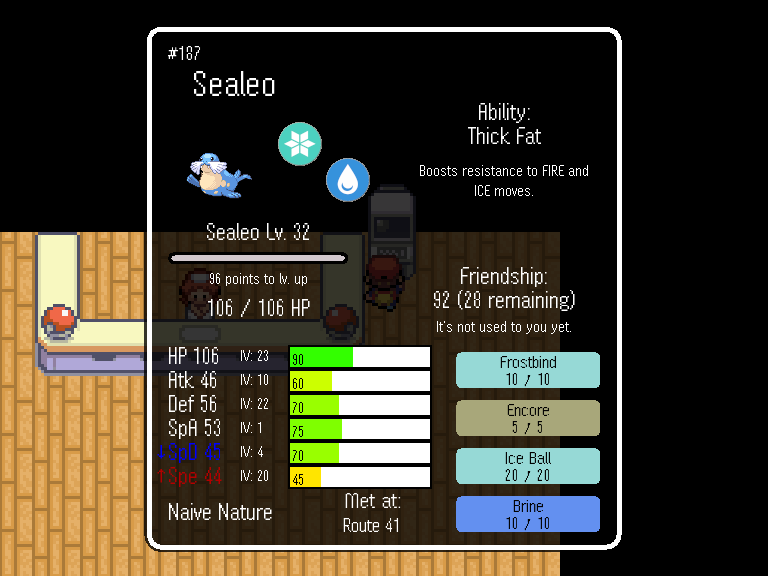 #187
Sealeo
Ability:
Thick Fat
Boosts resistance to FIRE and
ICE moves.
Sealeo Lv. 32
96 points to lv. up
106 / 106 HP
Friendship:
92 (28 remaining)
It's not used to you yet.
HP 106 IV: 23 90
Atk 46 IV: 10 60
Def 56 IV: 22 70
SpA 53 IV: 1 75
↓SpD 45 IV: 4 70
↑Spe 44 IV: 20 45
Naive Nature
Met at:
Route 41
Frostbind
10 / 10
Encore
5 / 5
Ice Ball
20 / 20
Brine
10 / 10